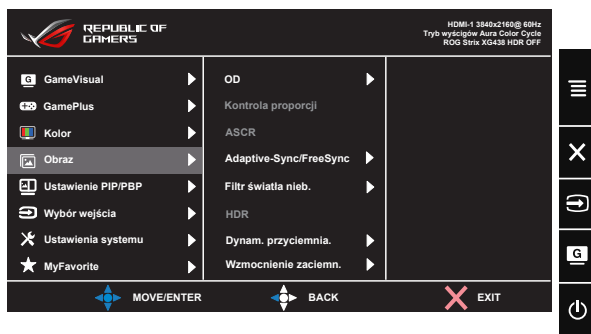 REPUBLIC OF
GAMERS
HDMI-1 3840x2160@ 60Hz
Tryb wyścigów Aura Color Cycle
ROG Strix XG438 HDR OFF
G GameVisual
GamePlus
Kolor
Obraz
Ustawienie PIP/PBP
Wybór wejścia
Ustawienia systemu
MyFavorite
OD
Kontrola proporcji
ASCR
Adaptive-Sync/FreeSync
Filtr światła nieb.
HDR
Dynam. przyciemnia.
Wzmocnienie zaciemn.
MOVE/ENTER
BACK
EXIT
G